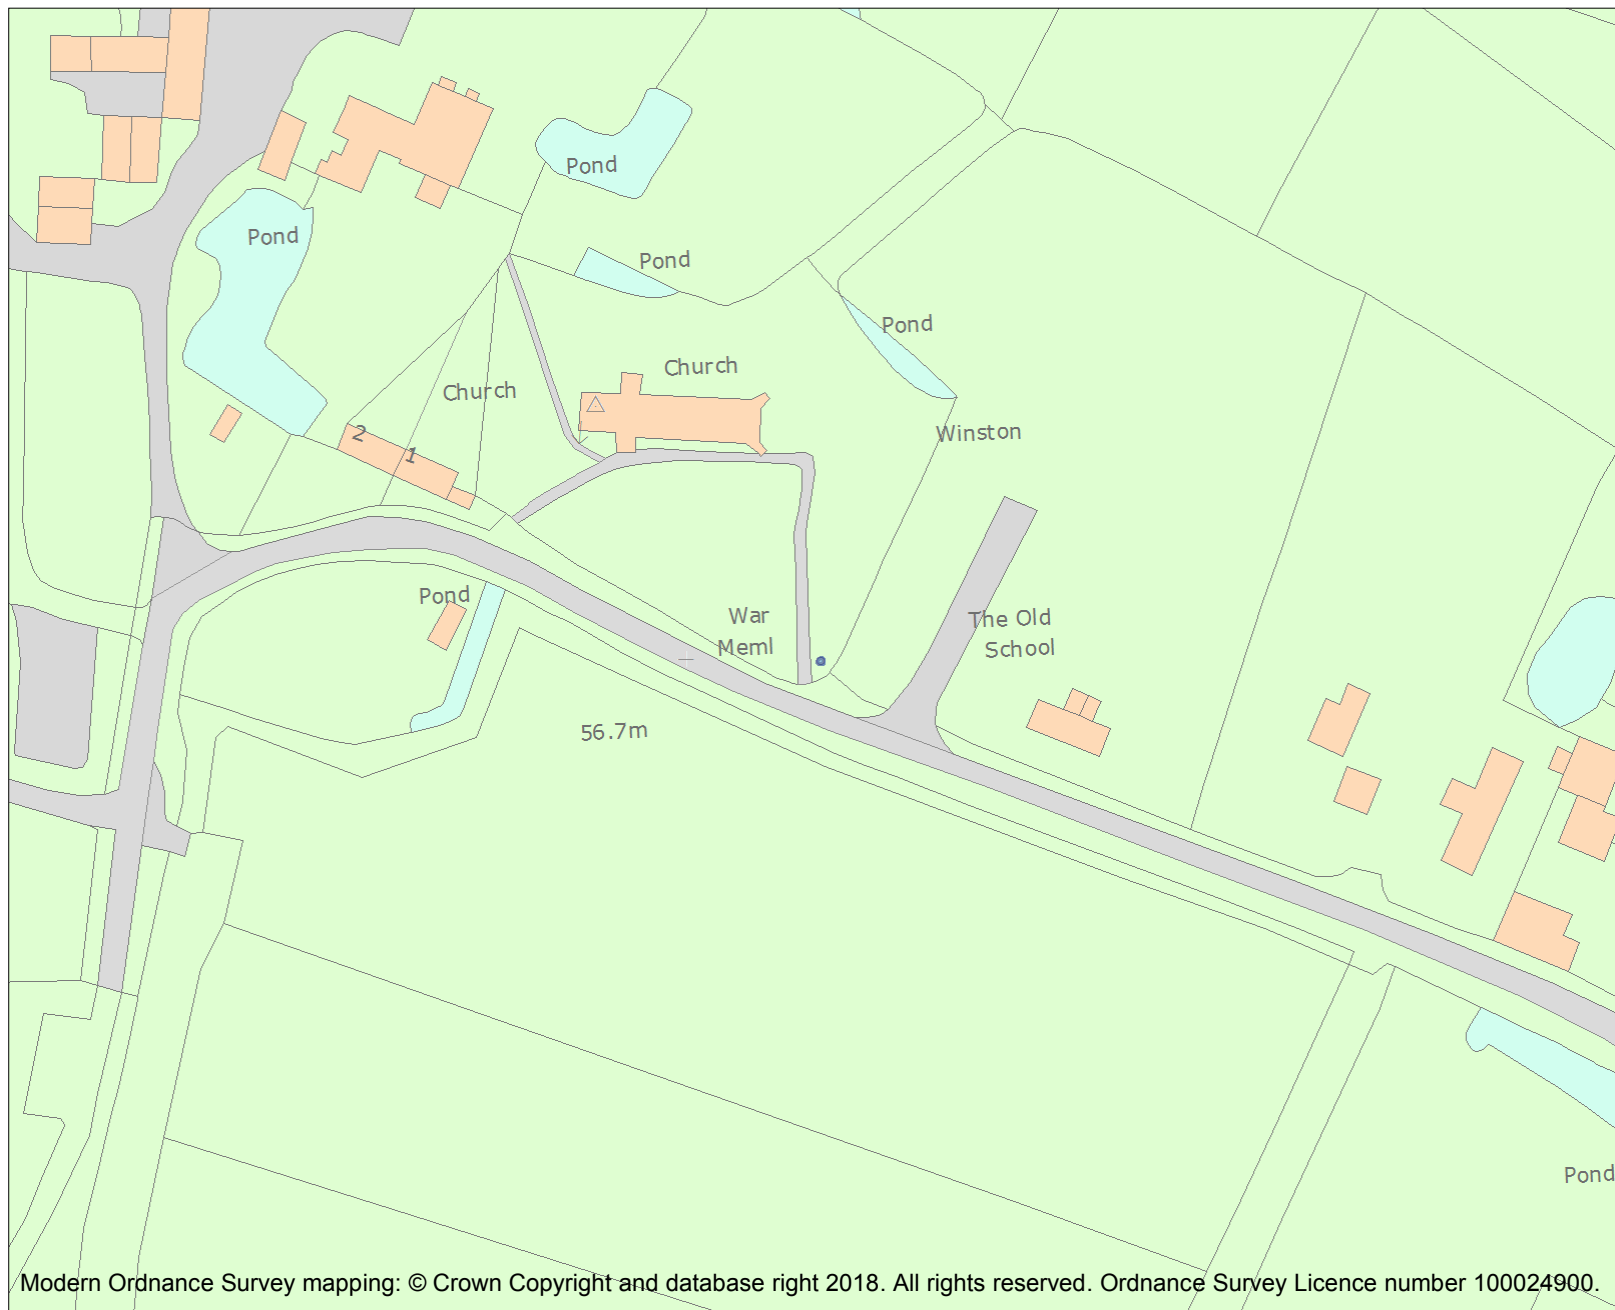 Pond
Pond
Pond
Pond
Church
Church
2
1
Winston
Pond
War
Meml
The Old
School
56.7m
Pond
Modern Ordnance Survey mapping: © Crown Copyright and database right 2018. All rights reserved. Ordnance Survey Licence number 100024900.